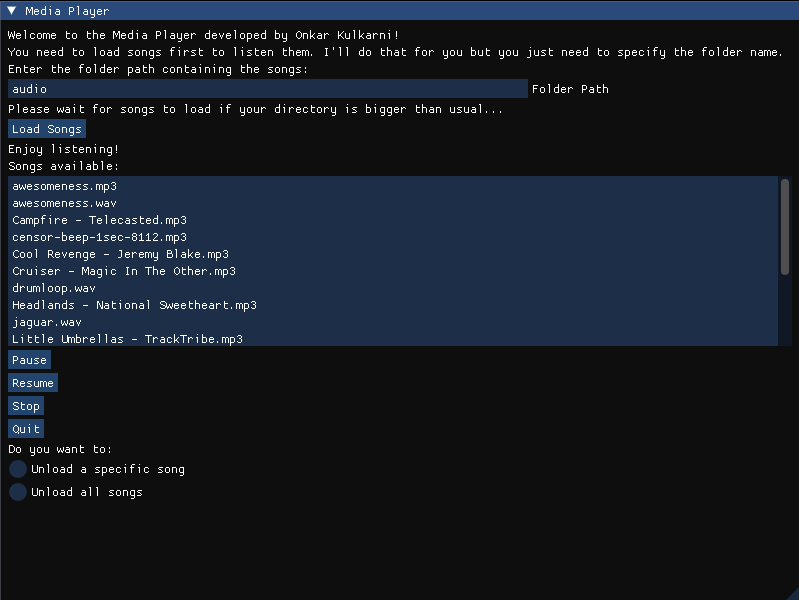 Media Player
Welcome to the Media Player developed by Onkar Kulkarni!
You need to load songs first to listen them. I'll do that for you but you just need to specify the folder name.
Enter the folder path containing the songs:
audio Folder Path
Please wait for songs to load if your directory is bigger than usual...
Load Songs
Enjoy listening!
Songs available:
awesomeness.mp3
awesomeness.wav
Campfire - Telecasted.mp3
censor-beep-1sec-8112.mp3
Cool Revenge - Jeremy Blake.mp3
Cruiser - Magic In The Other.mp3
drumloop.wav
Headlands - National Sweetheart.mp3
jaguar.wav
Little Umbrellas - TrackTribe.mp3
Pause
Resume
Stop
Quit
Do you want to:
Unload a specific song
Unload all songs